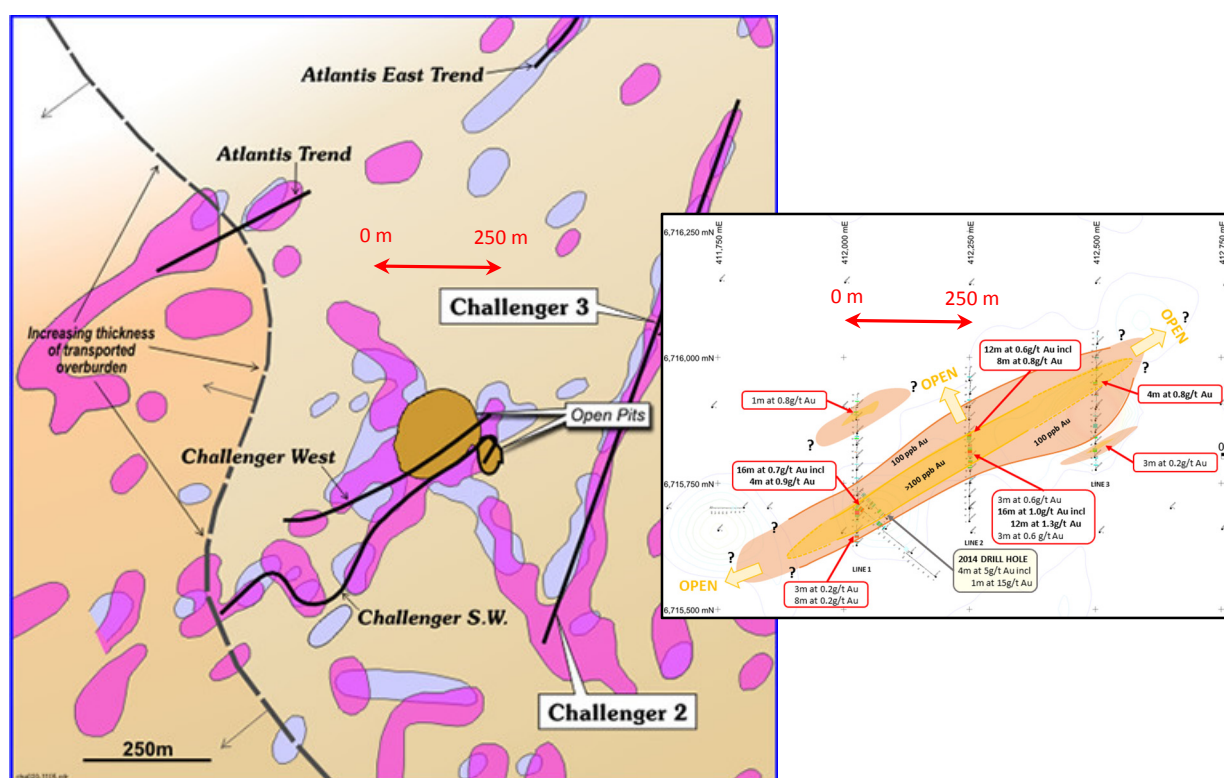 Atlantis East Trend
Atlantis Trend
0 m
250 m
Challenger 3
Increasing thickness
of transported
overburden
Open Pits
Challenger West
Challenger S.W.
Challenger 2
250m
411,750 mE
412,000 mE
412,250 mE
412,500 mE
412,750 mE
6,716,250 mN
6,716,000 mN
6,715,750 mN
6,715,500 mN
0 m
250 m
?
OPEN
?
12m at 0.6g/t Au incl
8m at 0.8g/t Au
OPEN
?
1m at 0.8g/t Au
?
4m at 0.8g/t Au
100 ppb Au
100 ppb Au
>100 ppb Au
?
3m at 0.2g/t Au
16m at 0.7g/t Au incl
4m at 0.9g/t Au
LINE 3
3m at 0.6g/t Au
16m at 1.0g/t Au incl
12m at 1.3g/t Au
3m at 0.6 g/t Au
?
?
?
OPEN
LINE 1
LINE 2
2014 DRILL HOLE
4m at 5g/t Au incl
1m at 15g/t Au
3m at 0.2g/t Au
8m at 0.2g/t Au